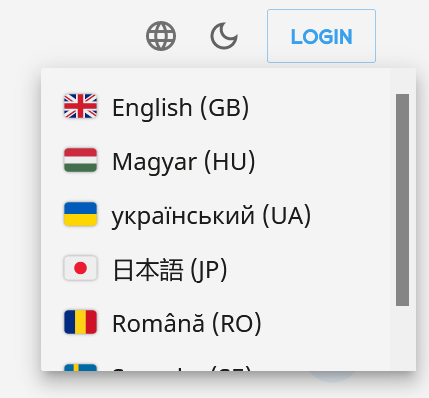 LOGIN
English (GB)
Magyar (HU)
український (UA)
日本語 (JP)
Română (RO)